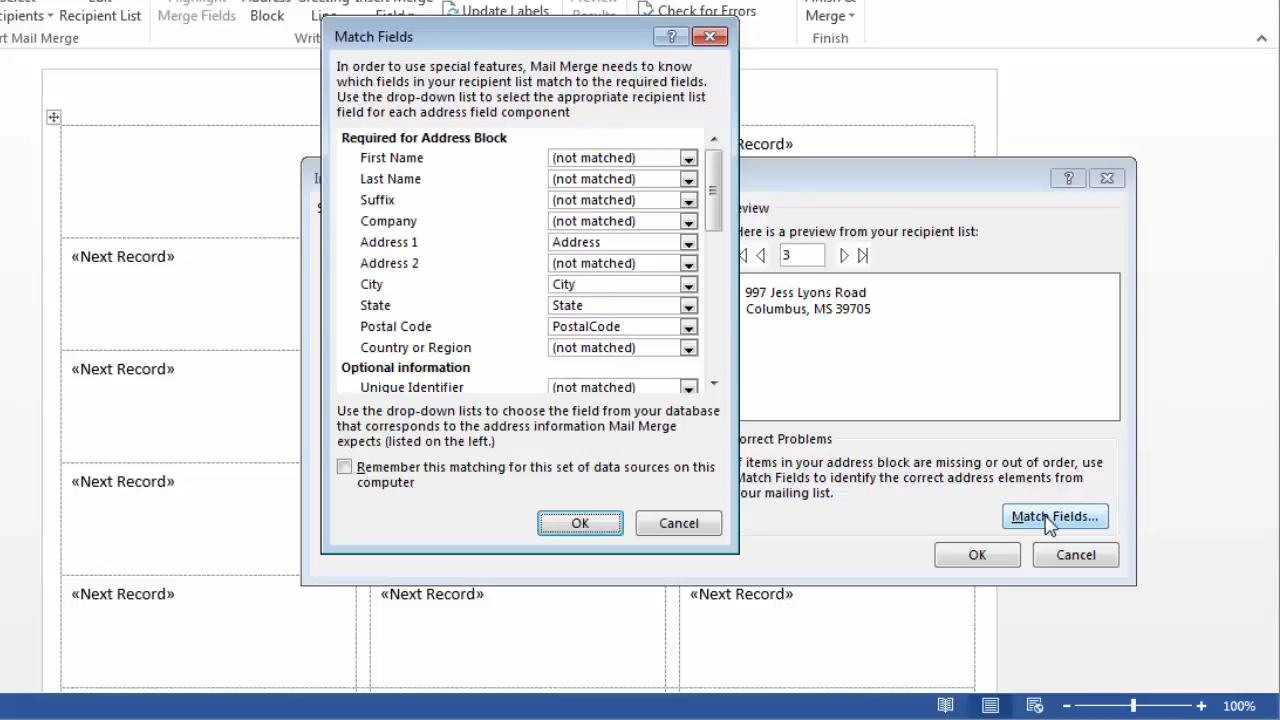 Recipients Recipient List
Merge Fields Block Line Field
Update Labels
Results
Check for Errors
Finish &
Merge
rt Mail Merge
Finish
Match Fields
In order to use special features, Mail Merge needs to know
which fields in your recipient list match to the required fields.
Use the drop-down list to select the appropriate recipient list
field for each address field component
Required for Address Block
First Name (not matched)
Last Name (not matched)
Suffix (not matched)
Company (not matched)
Address 1 Address
Address 2 (not matched)
City City
State State
Postal Code PostalCode
Country or Region (not matched)
Optional information
Unique Identifier (not matched)
Use the drop-down lists to choose the field from your database
that corresponds to the address information Mail Merge
expects (listed on the left.)
Remember this matching for this set of data sources on this
computer
OK Cancel
Record»
review
Here is a preview from your recipient list:
3
997 Jess Lyons Road
Columbus, MS 39705
orrect Problems
f items in your address block are missing or out of order, use
Match Fields to identify the correct address elements from
our mailing list.
Match Fields...
OK Cancel
«Next Record»
«Next Record»
«Next Record»
«Next Record» «Next Record» «Next Record»
100%